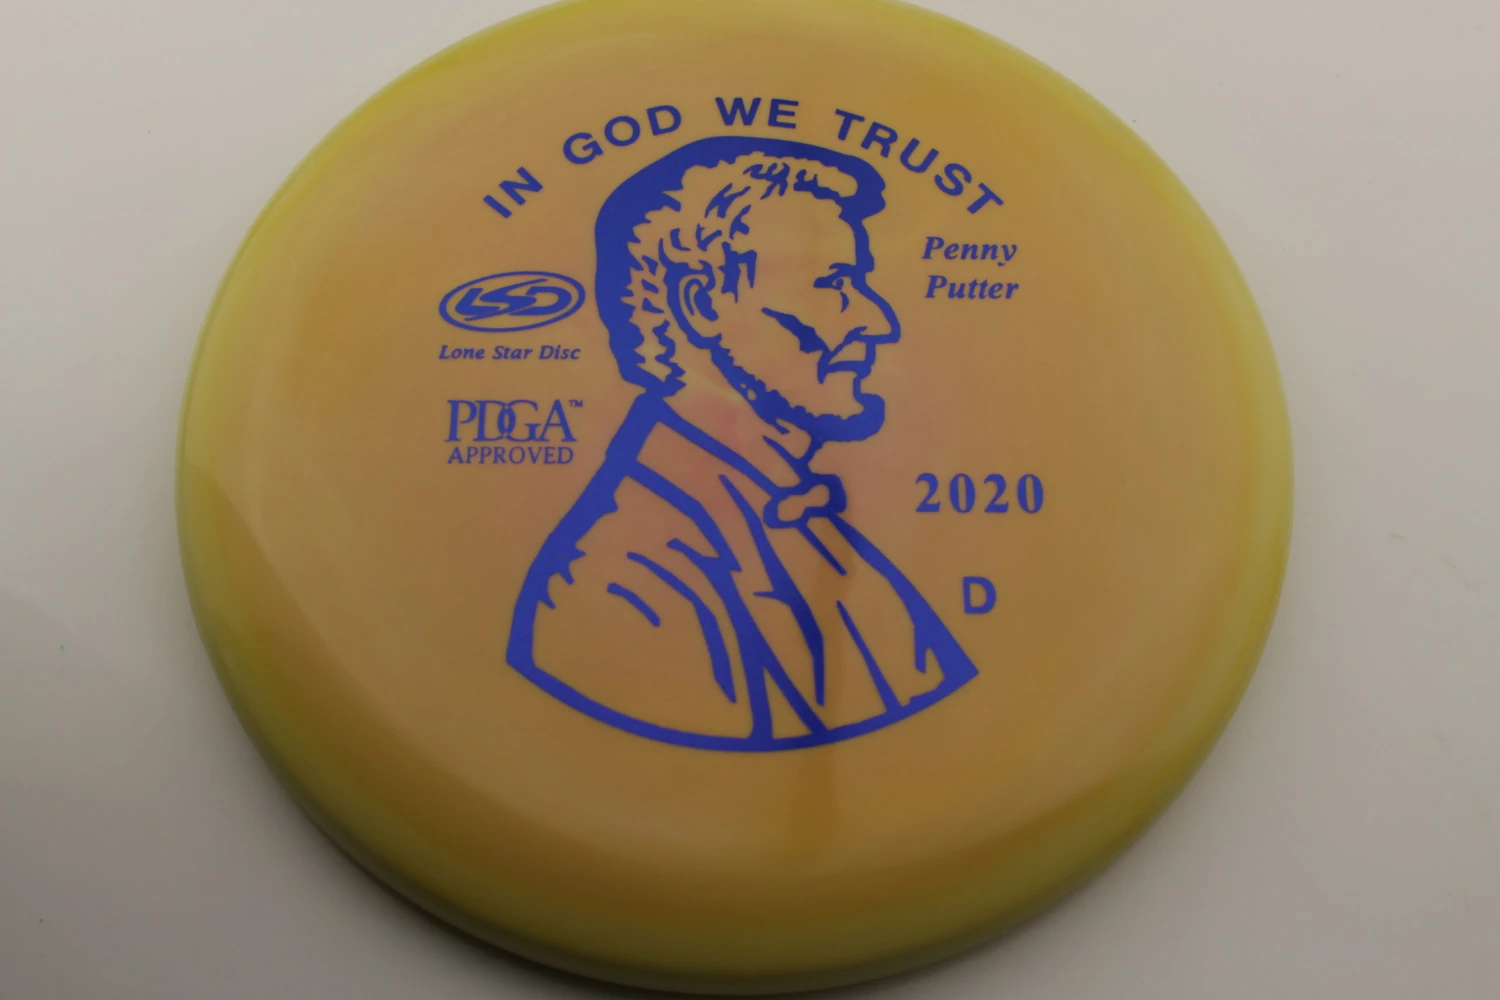 IN GOD WE TRUST
Penny
Putter
LSD
Lone Star Disc
PDGA™
APPROVED
2020
D